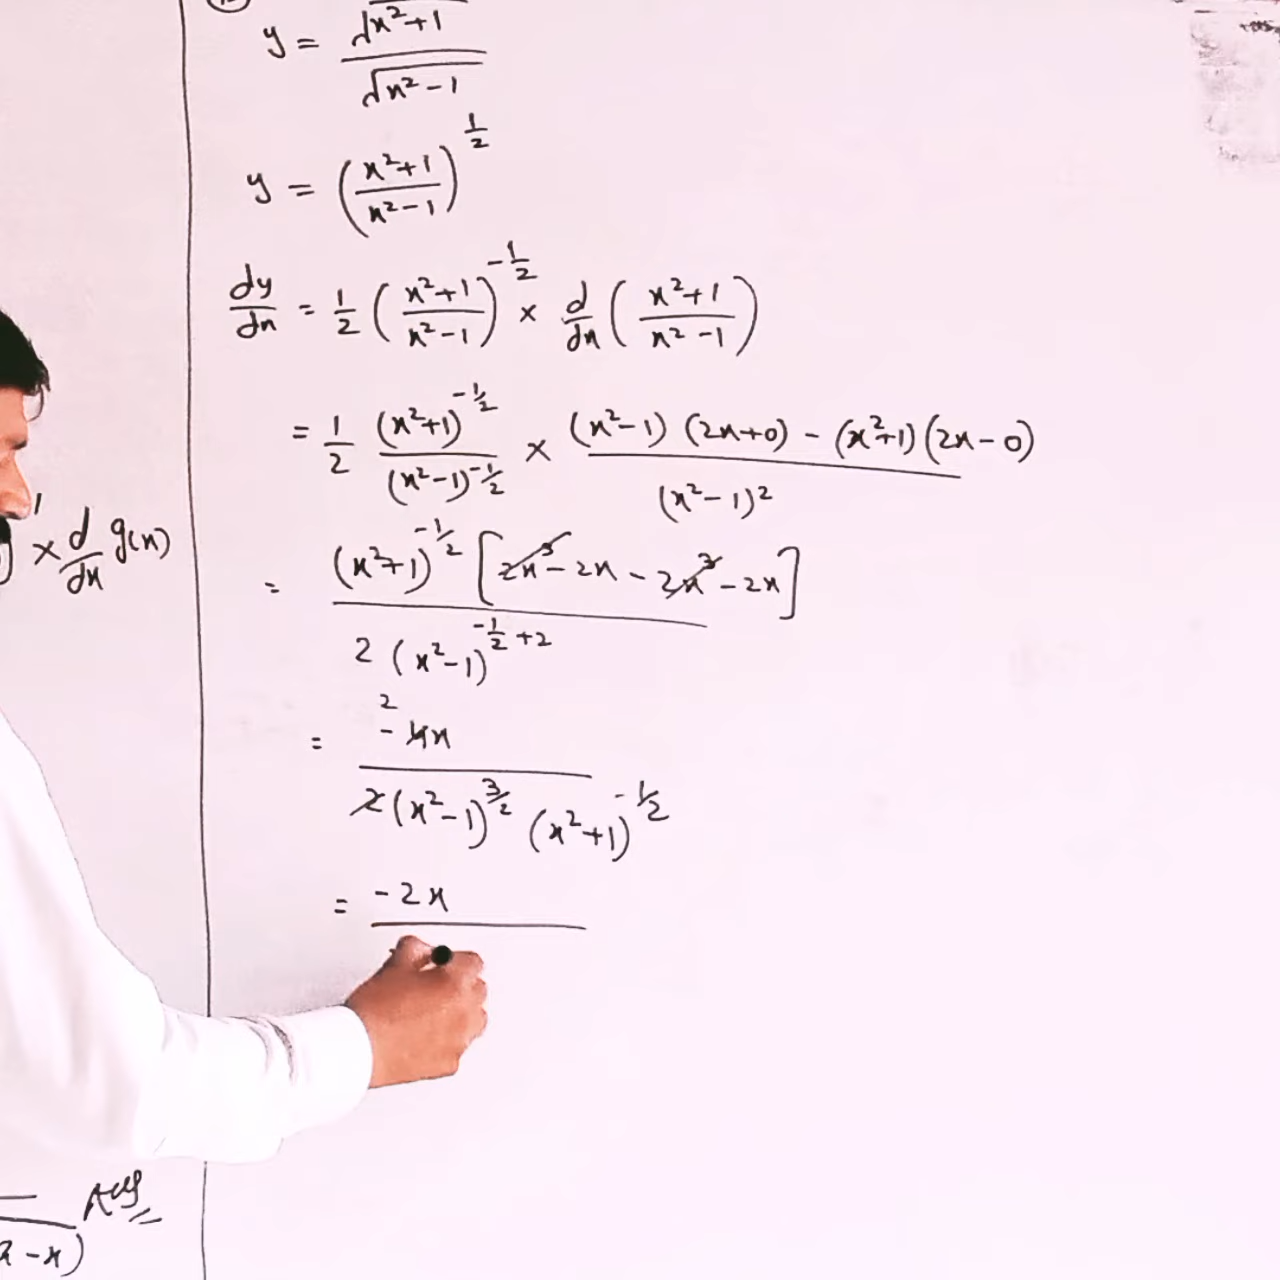 y = √x²+1 / √x²-1
y = (x²+1 / x²-1)^1/2
dy/dx = 1/2 (x²+1 / x²-1)^-1/2 × d/dx (x²+1 / x²-1)
= 1/2 (x²+1)^-1/2 / (x²-1)^-1/2 × (x²-1) (2x+0) - (x²+1)(2x-0) / (x²-1)²
× d/dx g(x)
= (x²+1)^-1/2 [2x³-2x-2x³-2x] / 2 (x²-1)^-1/2+2
2
= -4x / 2(x²-1)^3/2 (x²+1)^-1/2
= -2x
Ans
-x)